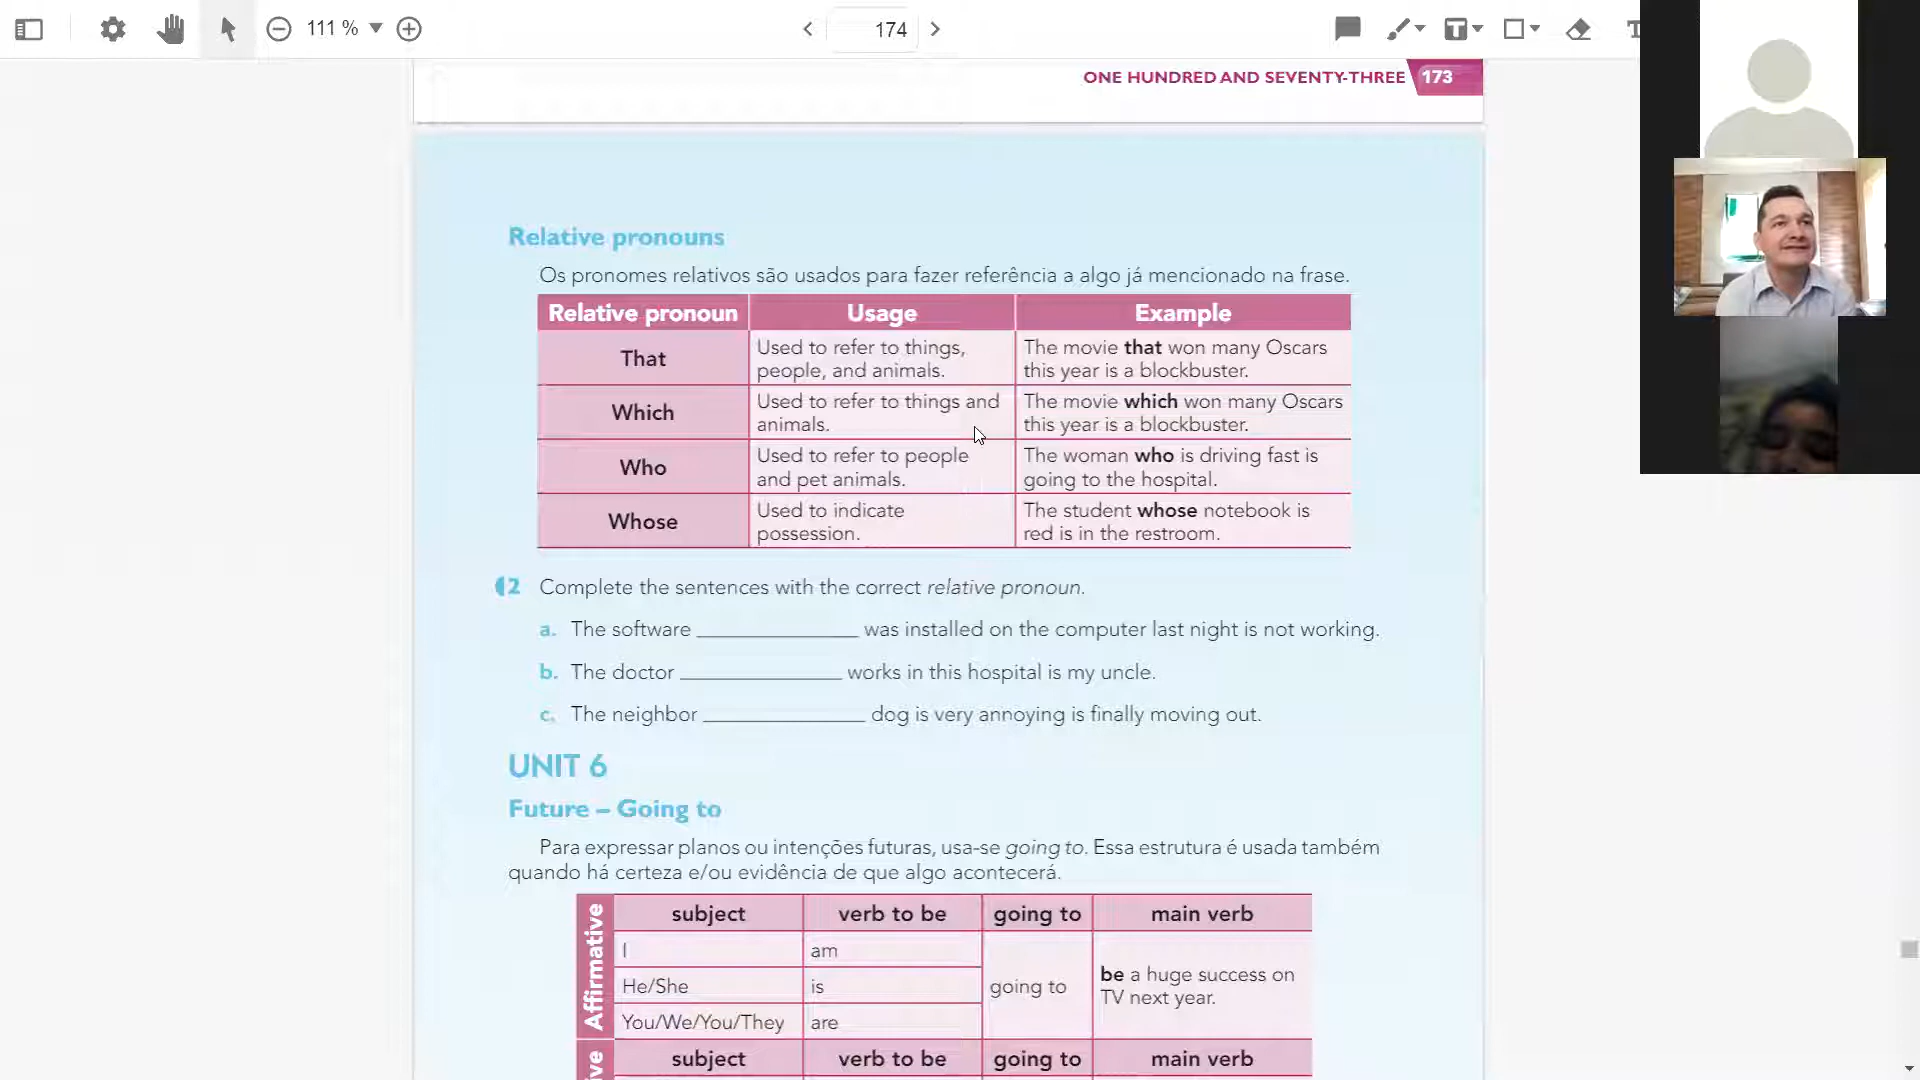 111 %
174
ONE HUNDRED AND SEVENTY-THREE 173
Relative pronouns
Os pronomes relativos são usados para fazer referência a algo já mencionado na frase.
Relative pronoun Usage Example
That Used to refer to things, people, and animals. The movie that won many Oscars this year is a blockbuster.
Which Used to refer to things and animals. The movie which won many Oscars this year is a blockbuster.
Who Used to refer to people and pet animals. The woman who is driving fast is going to the hospital.
Whose Used to indicate possession. The student whose notebook is red is in the restroom.
2 Complete the sentences with the correct relative pronoun.
a. The software ______________ was installed on the computer last night is not working.
b. The doctor ______________ works in this hospital is my uncle.
c. The neighbor ______________ dog is very annoying is finally moving out.
UNIT 6
Future – Going to
Para expressar planos ou intenções futuras, usa-se going to. Essa estrutura é usada também
quando há certeza e/ou evidência de que algo acontecerá.
Affirmative
subject verb to be going to main verb
I am
He/She is going to be a huge success on TV next year.
You/We/You/They are
subject verb to be going to main verb